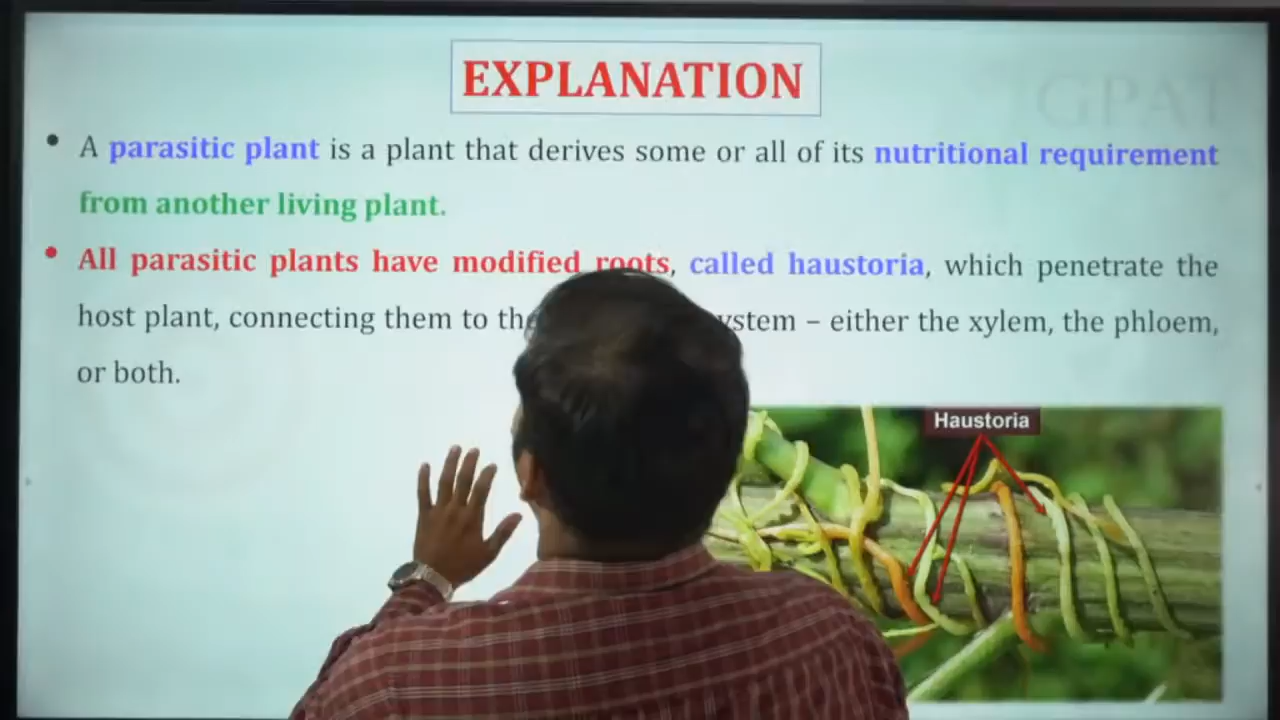 EXPLANATION
GPAT
• A parasitic plant is a plant that derives some or all of its nutritional requirement
from another living plant.
• All parasitic plants have modified roots, called haustoria, which penetrate the
host plant, connecting them to the ystem – either the xylem, the phloem,
or both.
Haustoria